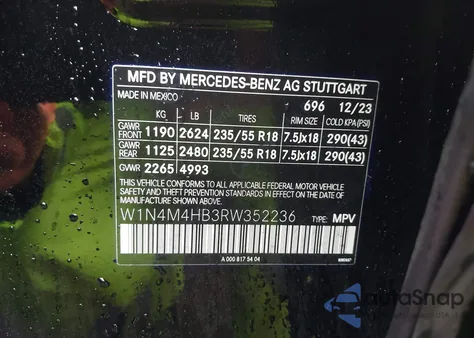 MFD BY MERCEDES-BENZ AG STUTTGART
MADE IN MEXICO 696 12/23
KG LB TIRES RIM SIZE COLD KPA(PSI)
GAWR FRONT 1190 2624 235/55 R18 7.5Jx18 290(43)
GAWR REAR 1125 2480 235/55 R18 7.5Jx18 290(43)
GVWR 2265 4993
THIS VEHICLE CONFORMS TO ALL APPLICABLE FEDERAL MOTOR VEHICLE
SAFETY AND THEFT PREVENTION STANDARDS IN EFFECT ON THE DATE OF
MANUFACTURE SHOWN ABOVE.
W1N4M4HB3RW352236 TYPE: MPV
A 000 817 54 04
AutoSnap